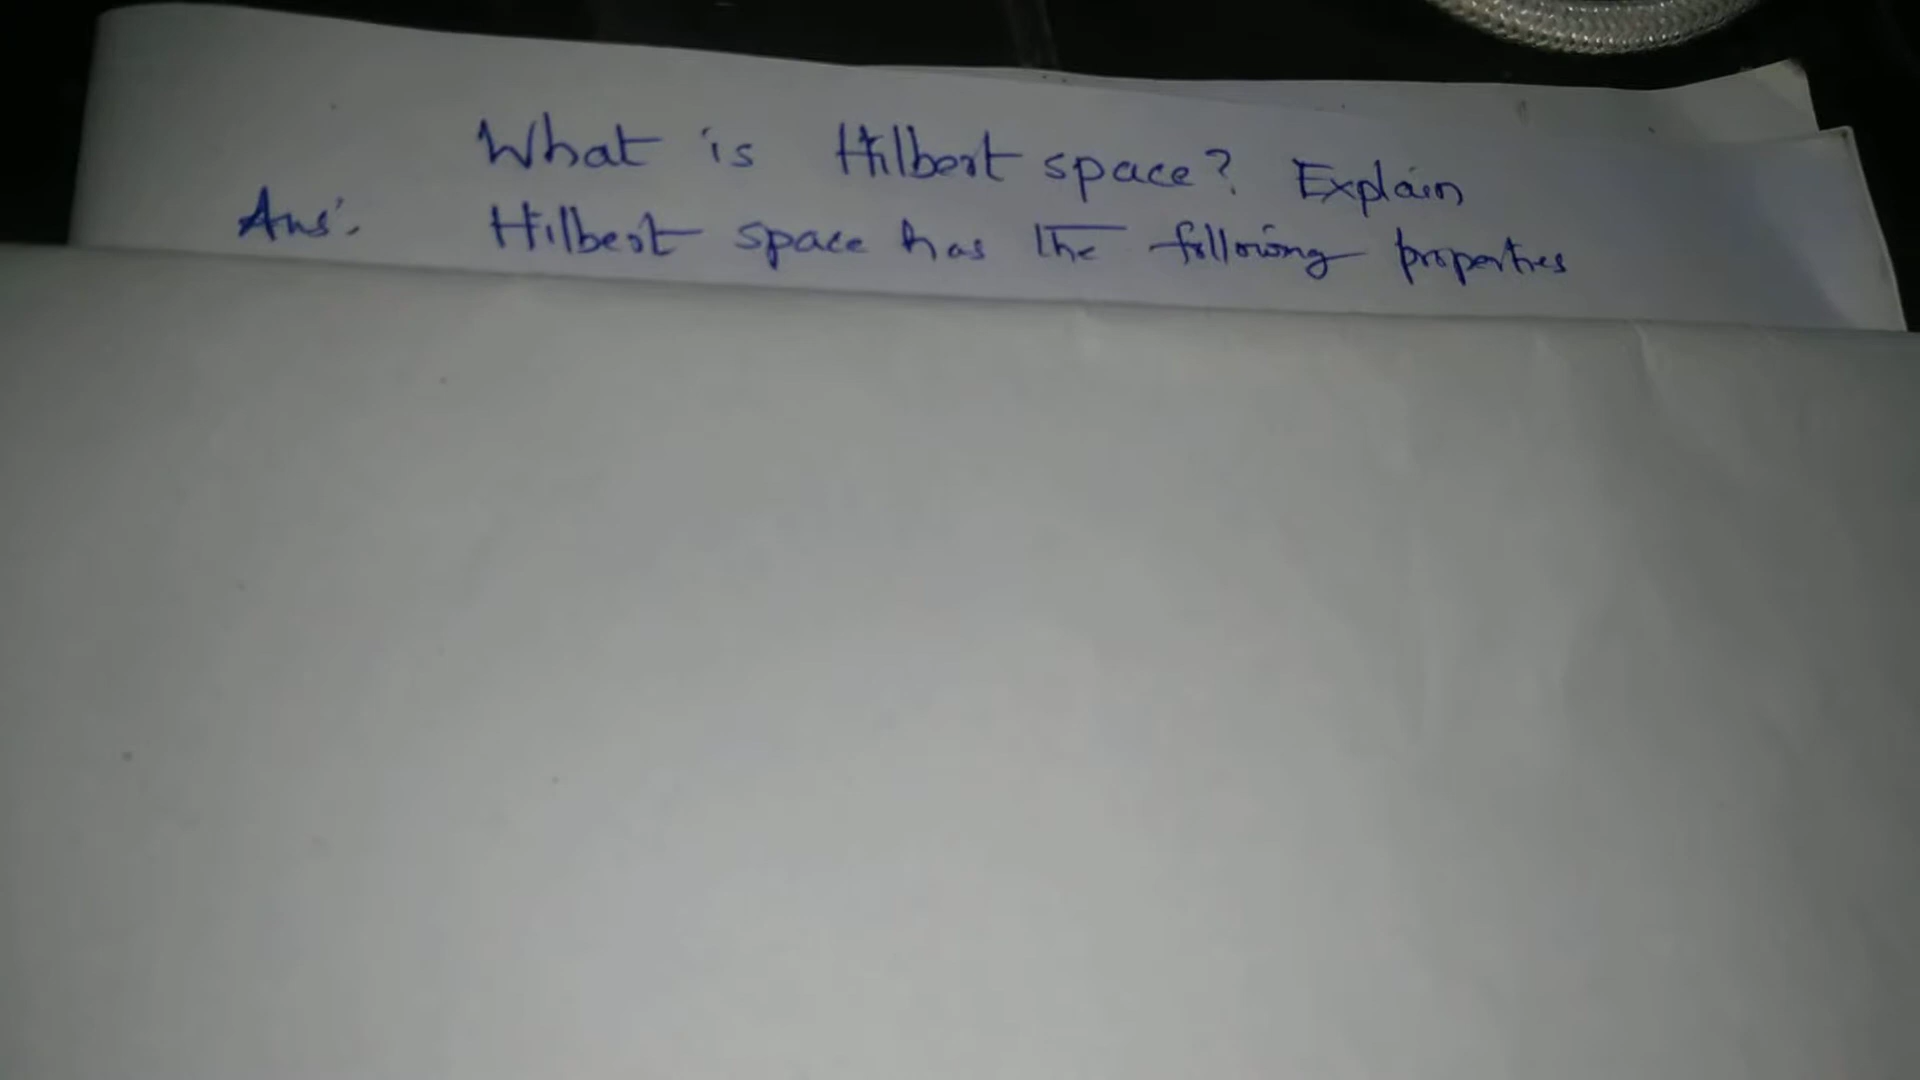 What is Hilbert space? Explain
Ans:. Hilbert space has the following properties